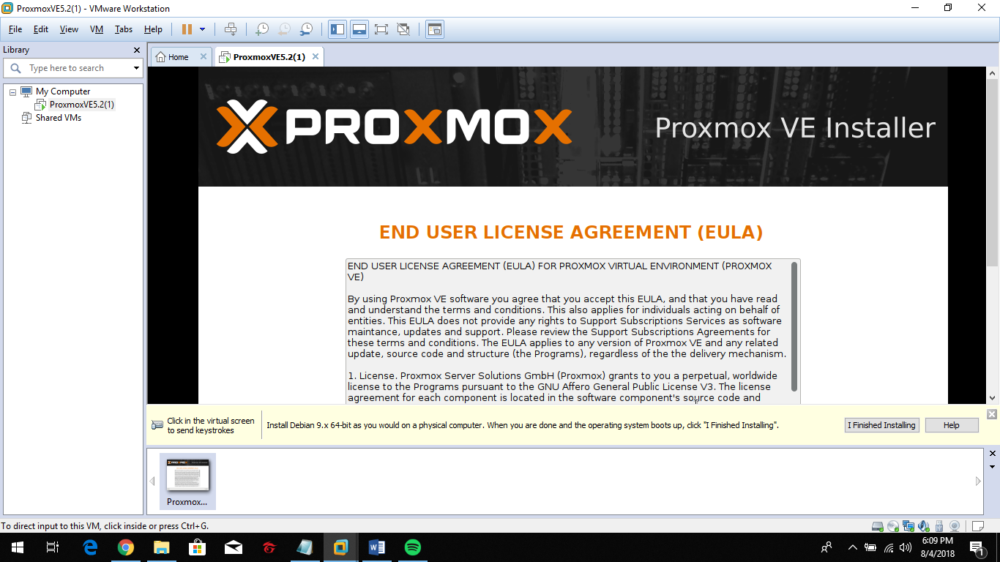 ProxmoxVE5.2(1) - VMware Workstation
File Edit View VM Tabs Help
Library
Home
ProxmoxVE5.2(1)
Type here to search
My Computer
ProxmoxVE5.2(1)
Shared VMs
PROXMOX
Proxmox VE Installer
END USER LICENSE AGREEMENT (EULA)
END USER LICENSE AGREEMENT (EULA) FOR PROXMOX VIRTUAL ENVIRONMENT (PROXMOX
VE)
By using Proxmox VE software you agree that you accept this EULA, and that you have read
and understand the terms and conditions. This also applies for individuals acting on behalf of
entities. This EULA does not provide any rights to Support Subscriptions Services as software
maintance, updates and support. Please review the Support Subscriptions Agreements for
these terms and conditions. The EULA applies to any version of Proxmox VE and any related
update, source code and structure (the Programs), regardless of the the delivery mechanism.
1. License. Proxmox Server Solutions GmbH (Proxmox) grants to you a perpetual, worldwide
license to the Programs pursuant to the GNU Affero General Public License V3. The license
agreement for each component is located in the software component's source code and
Click in the virtual screen
to send keystrokes
Install Debian 9.x 64-bit as you would on a physical computer. When you are done and the operating system boots up, click "I Finished Installing".
I Finished Installing
Help
Proxmox...
To direct input to this VM, click inside or press Ctrl+G.
6:09 PM
8/4/2018
1